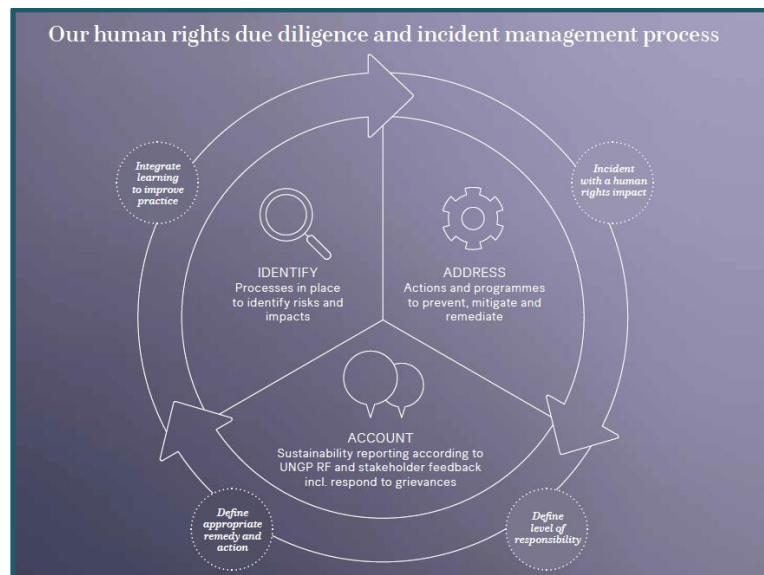 Our human rights due diligence and incident management process
Integrate
learning
to improve
practice
Incident
with a human
rights impact
IDENTIFY
Processes in place
to identify risks and
impacts
ADDRESS
Actions and programmes
to prevent, mitigate and
remediate
ACCOUNT
Sustainability reporting according to
UNGP RF and stakeholder feedback
incl. respond to grievances
Define
appropriate
remedy and
action
Define
level of
responsibility